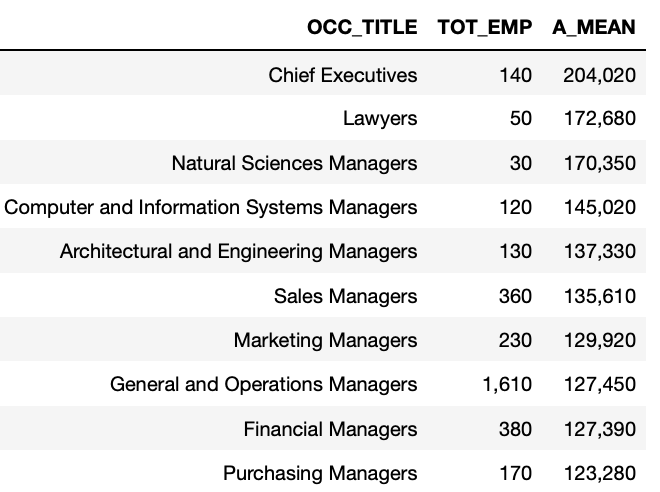 OCC_TITLE TOT_EMP A_MEAN
Chief Executives 140 204,020
Lawyers 50 172,680
Natural Sciences Managers 30 170,350
Computer and Information Systems Managers 120 145,020
Architectural and Engineering Managers 130 137,330
Sales Managers 360 135,610
Marketing Managers 230 129,920
General and Operations Managers 1,610 127,450
Financial Managers 380 127,390
Purchasing Managers 170 123,280